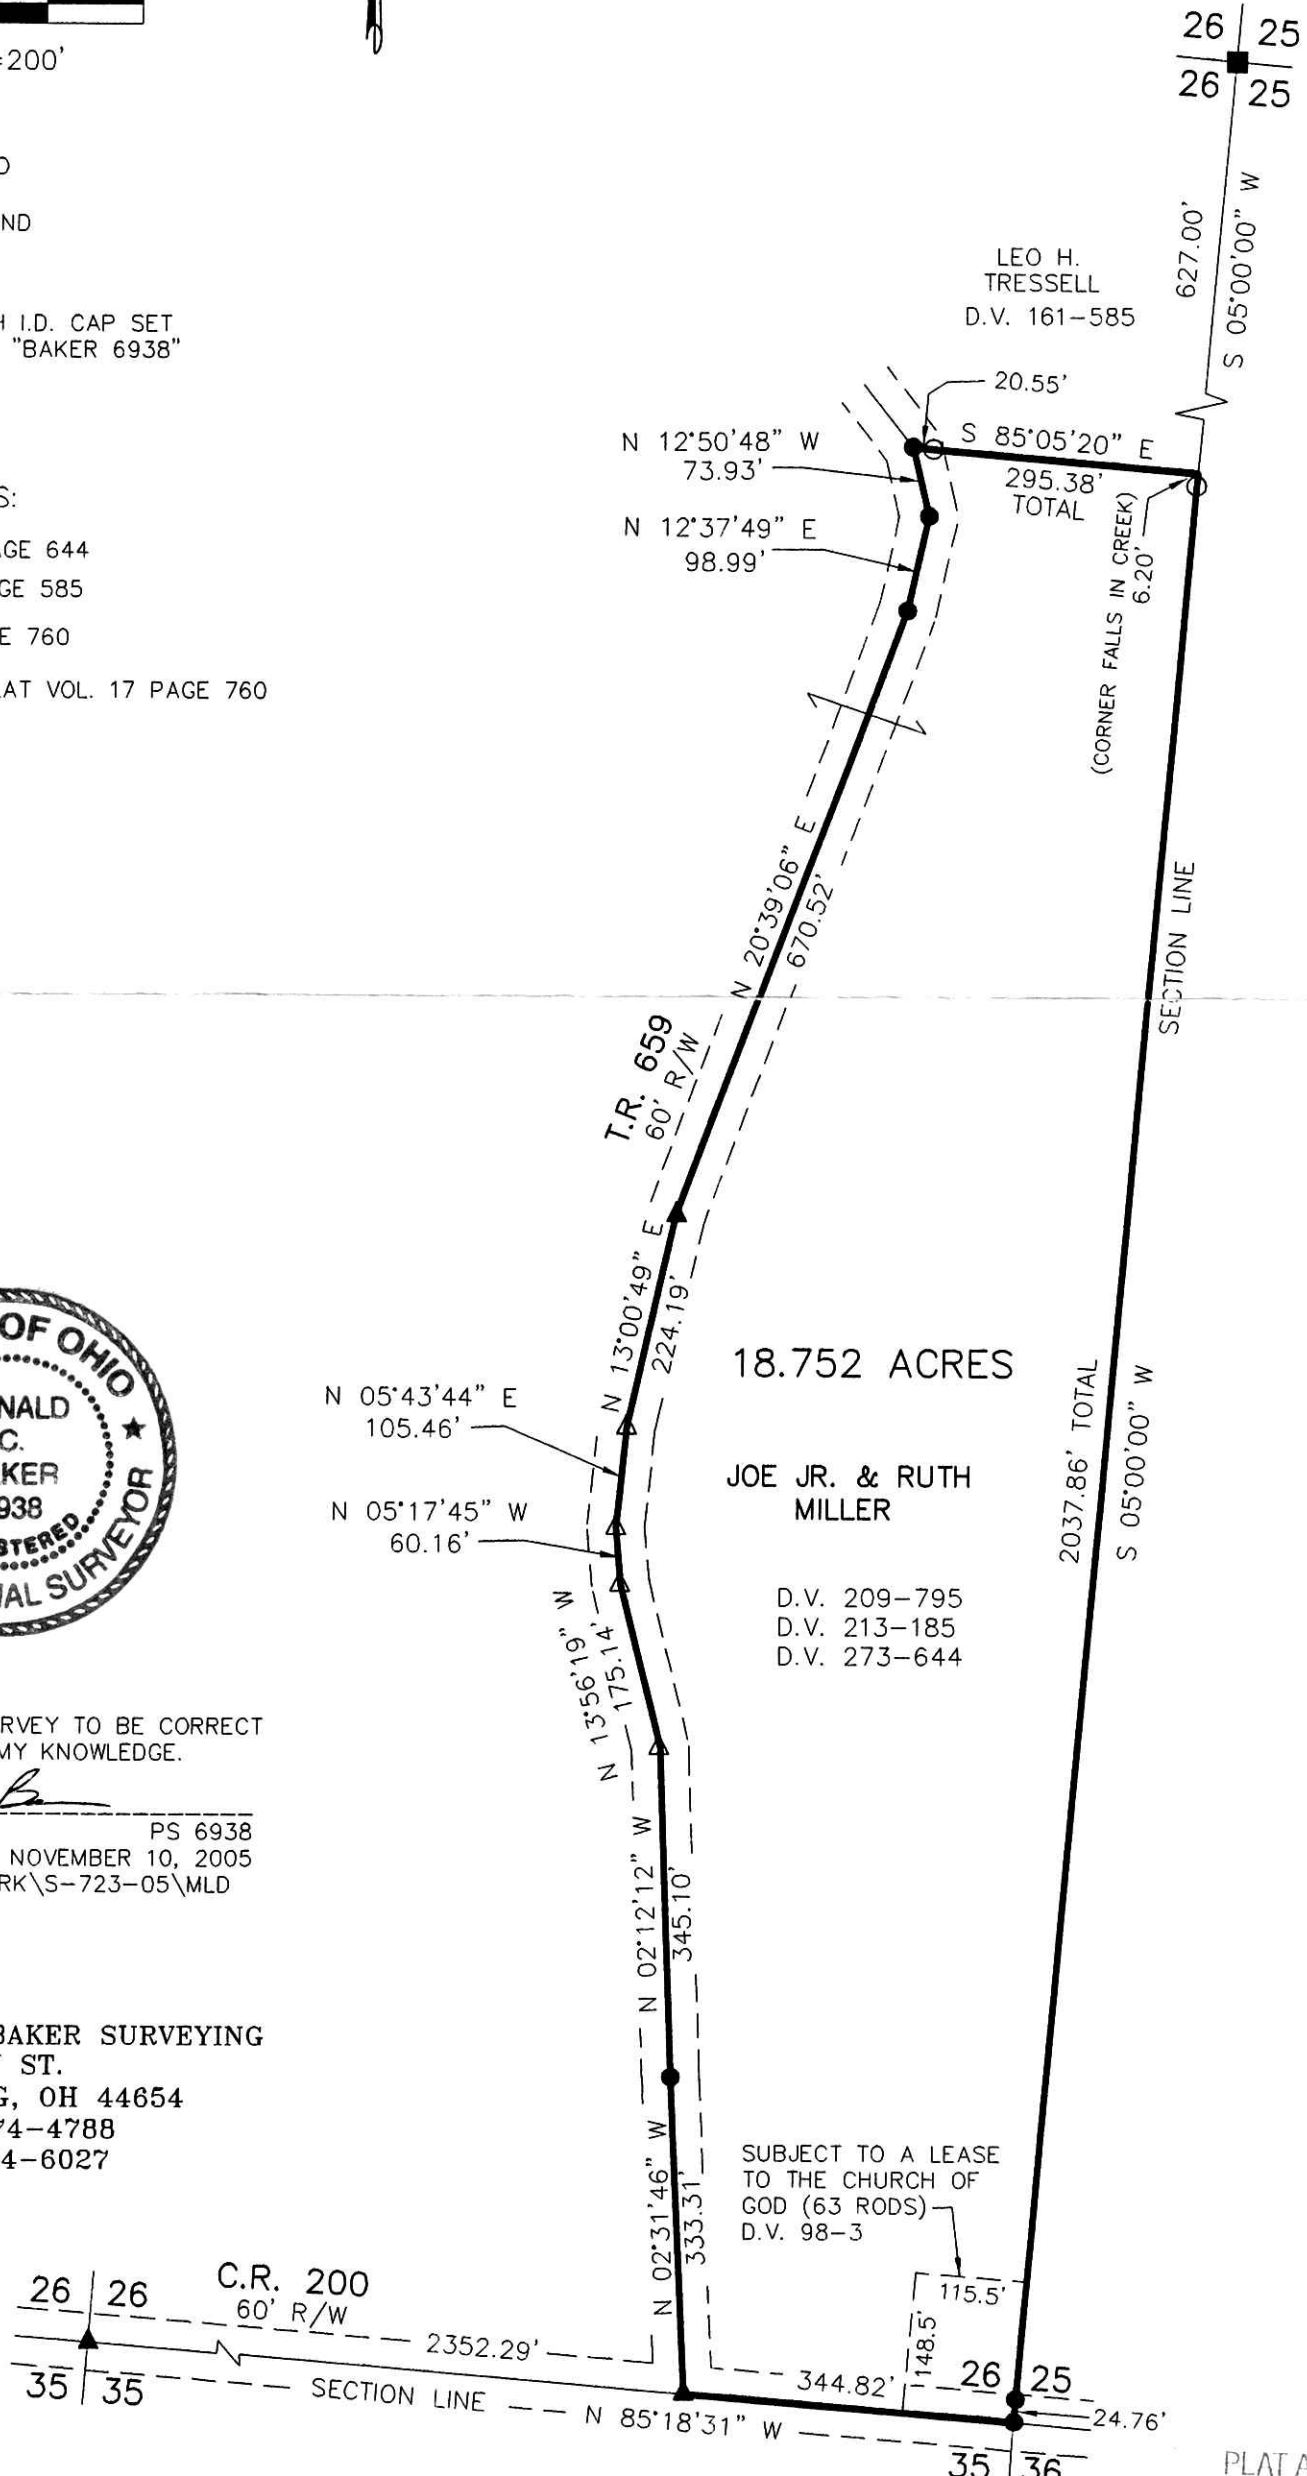 =200'
26 25
26 25
627.00'
S 05°00'00" W
ND
H I.D. CAP SET
"BAKER 6938"
LEO H.
TRESSELL
D.V. 161-585
20.55'
S 85°05'20" E
295.38'
TOTAL
N 12°50'48" W
73.93'
N 12°37'49" E
98.99'
6.20'
(CORNER FALLS IN CREEK)
S:
AGE 644
GE 585
E 760
LAT VOL. 17 PAGE 760
N 20°39'06" E
670.52'
SECTION LINE
T.R. 659
60' R/W
N 13°00'49" E
224.19'
18.752 ACRES
N 05°43'44" E
105.46'
JOE JR. & RUTH
MILLER
N 05°17'45" W
60.16'
2037.86' TOTAL
S 05°00'00" W
D.V. 209-795
D.V. 213-185
D.V. 273-644
N 13°56'19" W
175.14'
OF OHIO
NALD
C.
KER
938
STERED
NAL SURVEYOR
RVEY TO BE CORRECT
MY KNOWLEDGE.
PS 6938
NOVEMBER 10, 2005
RK\S-723-05\MLD
N 02°12'12" W
345.10'
BAKER SURVEYING
ST.
G, OH 44654
74-4788
4-6027
N 02°31'46" W
333.31'
SUBJECT TO A LEASE
TO THE CHURCH OF
GOD (63 RODS)
D.V. 98-3
115.5'
148.5'
26 26
C.R. 200
60' R/W
2352.29'
344.82'
26 25
35 35
SECTION LINE
N 85°18'31" W
24.76'
35 36
PLAT A